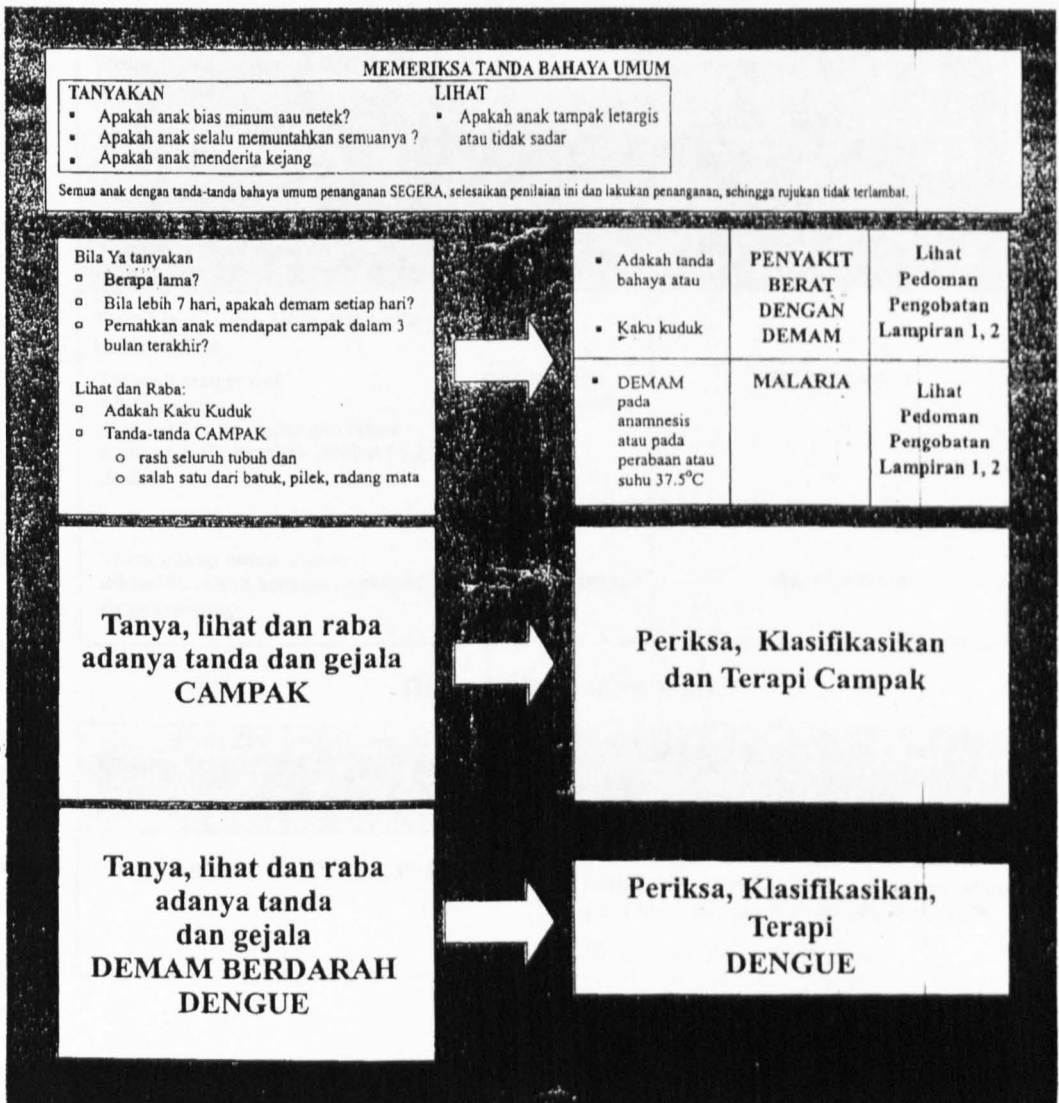 MEMERIKSA TANDA BAHAYA UMUM
TANYAKAN
▪ Apakah anak bias minum aau netek?
▪ Apakah anak selalu memuntahkan semuanya ?
▪ Apakah anak menderita kejang
LIHAT
▪ Apakah anak tampak letargis
atau tidak sadar
Semua anak dengan tanda-tanda bahaya umum penanganan SEGERA, selesaikan penilaian ini dan lakukan penanganan, sehingga rujukan tidak terlambat.
Bila Ya tanyakan
▫ Berapa lama?
▫ Bila lebih 7 hari, apakah demam setiap hari?
▫ Pernahkan anak mendapat campak dalam 3
bulan terakhir?
Lihat dan Raba:
▫ Adakah Kaku Kuduk
▫ Tanda-tanda CAMPAK
o rash seluruh tubuh dan
o salah satu dari batuk, pilek, radang mata
▪ Adakah tanda
bahaya atau
▪ Kaku kuduk
PENYAKIT
BERAT
DENGAN
DEMAM
Lihat
Pedoman
Pengobatan
Lampiran 1, 2
▪ DEMAM
pada
anamnesis
atau pada
perabaan atau
suhu 37.5°C
MALARIA
Lihat
Pedoman
Pengobatan
Lampiran 1, 2
Tanya, lihat dan raba
adanya tanda dan gejala
CAMPAK
Periksa, Klasifikasikan
dan Terapi Campak
Tanya, lihat dan raba
adanya tanda
dan gejala
DEMAM BERDARAH
DENGUE
Periksa, Klasifikasikan,
Terapi
DENGUE